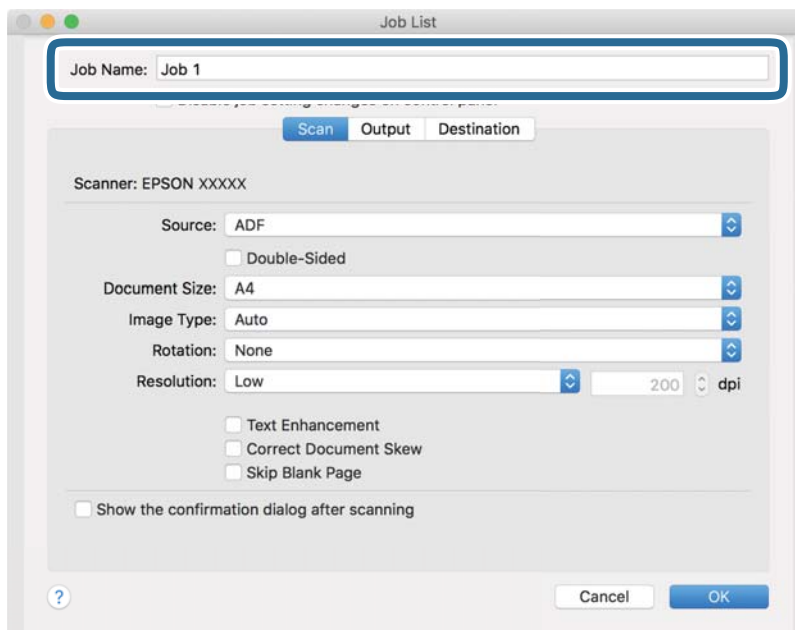 Job List
Job Name: Job 1
Scan Output Destination
Scanner: EPSON XXXXX
Source: ADF
Double-Sided
Document Size: A4
Image Type: Auto
Rotation: None
Resolution: Low 200 dpi
Text Enhancement
Correct Document Skew
Skip Blank Page
Show the confirmation dialog after scanning
? Cancel OK